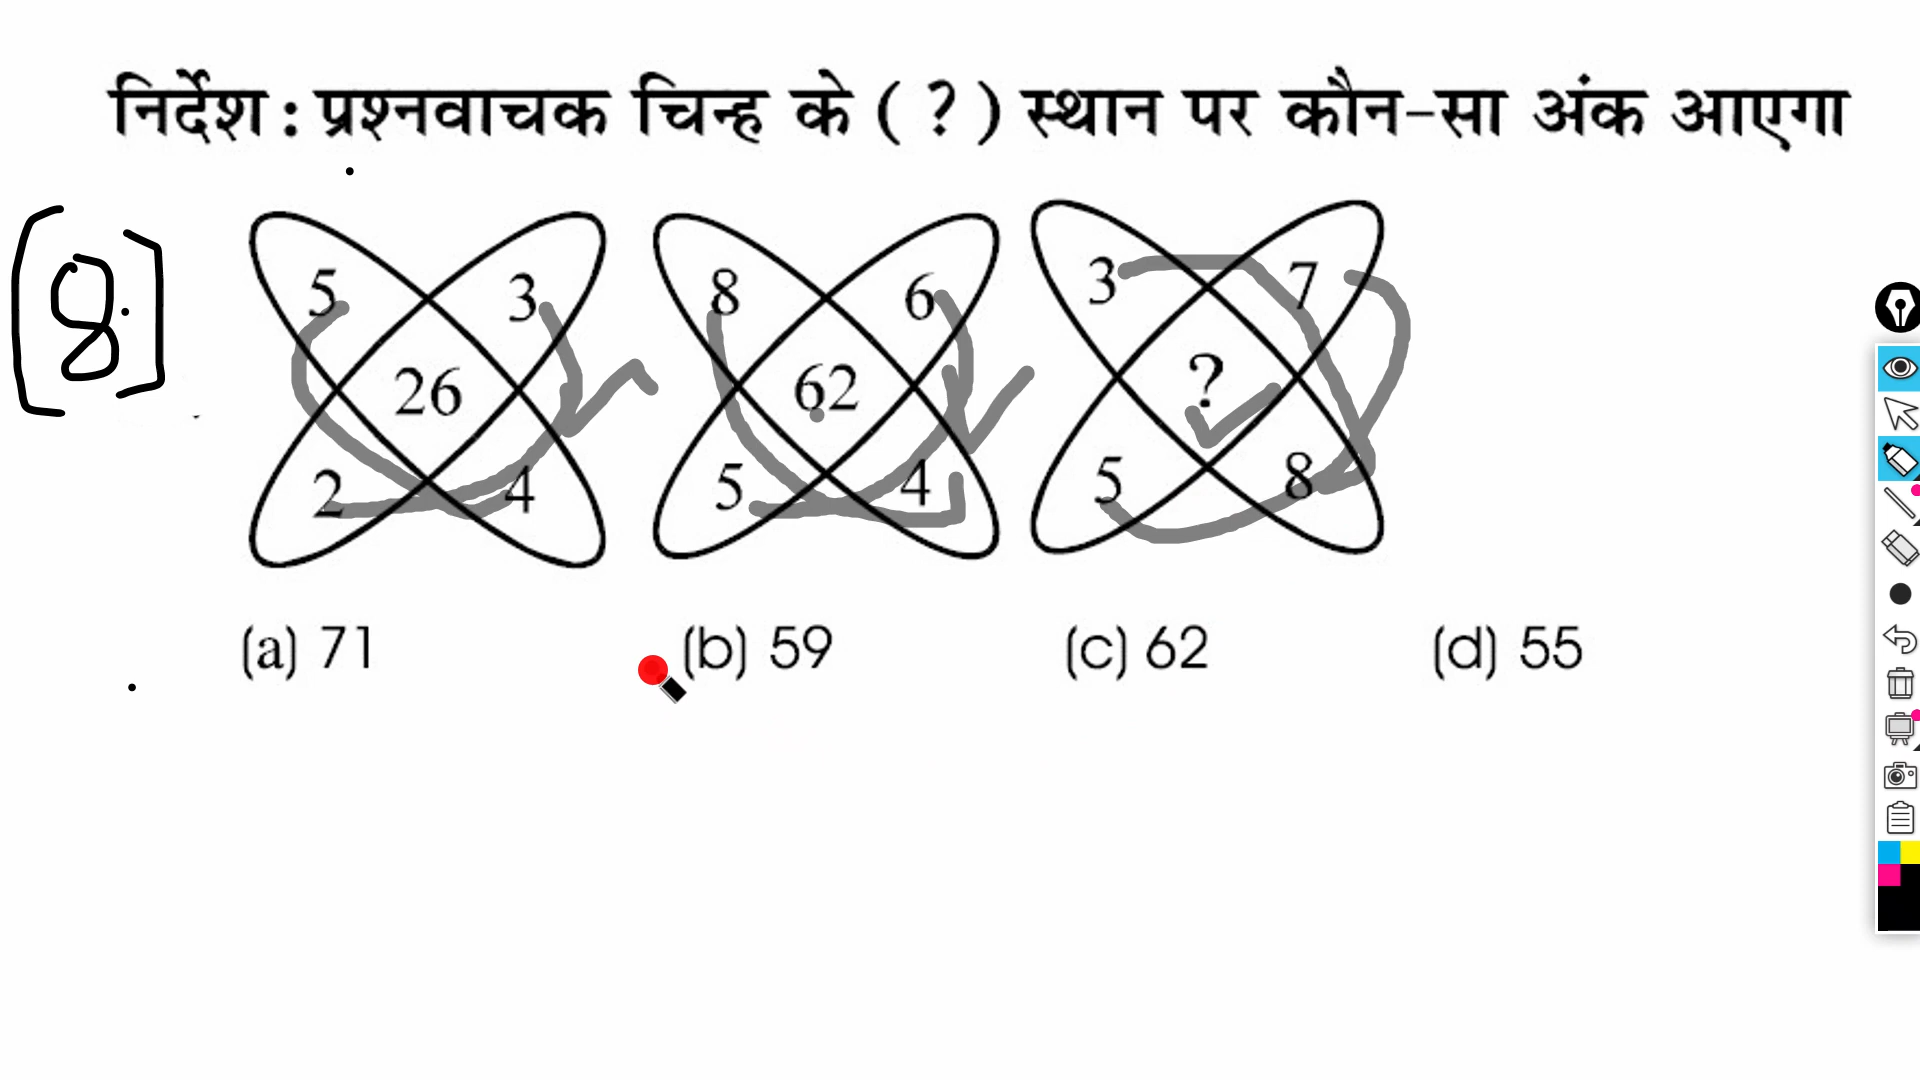 निर्देश : प्रश्नवाचक चिन्ह के ( ? ) स्थान पर कौन-सा अंक आएगा
[8]
5 3 8 6 3 7
26 62 ?
2 4 5 4 5 8
(a) 71 (b) 59 (c) 62 (d) 55